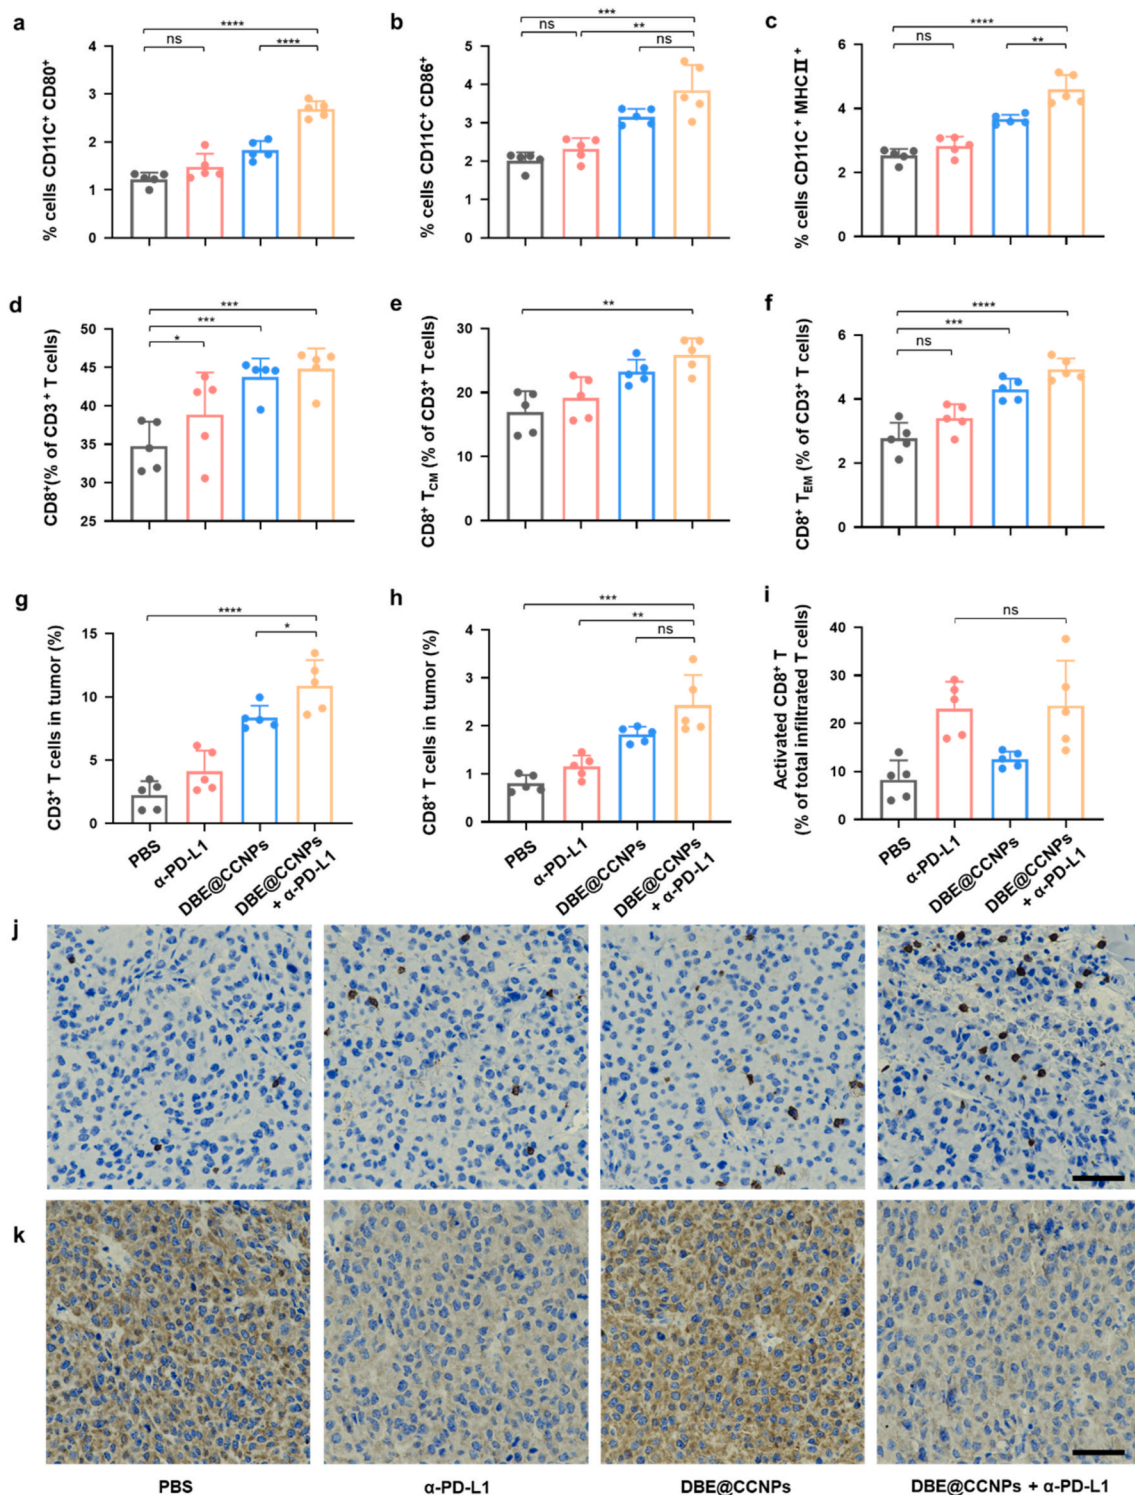 a
****
ns
****
% cells CD11C⁺ CD80⁺
4
3
2
1
0
b
***
ns
**
ns
% cells CD11C⁺ CD86⁺
5
4
3
2
1
0
c
****
ns
**
% cells CD11C⁺ MHCⅡ⁺
6
4
2
0
d
***
***
*
CD8⁺(% of CD3⁺ T cells)
50
45
40
35
30
25
e
**
CD8⁺ T_CM (% of CD3⁺ T cells)
30
20
10
0
f
****
***
ns
CD8⁺ T_EM (% of CD3⁺ T cells)
6
4
2
0
g
****
*
CD3⁺ T cells in tumor (%)
15
10
5
0
PBS
α-PD-L1
DBE@CCNPs
DBE@CCNPs
+ α-PD-L1
h
***
**
ns
CD8⁺ T cells in tumor (%)
4
3
2
1
0
PBS
α-PD-L1
DBE@CCNPs
DBE@CCNPs
+ α-PD-L1
i
ns
Activated CD8⁺ T
(% of total infiltrated T cells)
40
30
20
10
0
PBS
α-PD-L1
DBE@CCNPs
DBE@CCNPs
+ α-PD-L1
j
k
PBS
α-PD-L1
DBE@CCNPs
DBE@CCNPs + α-PD-L1